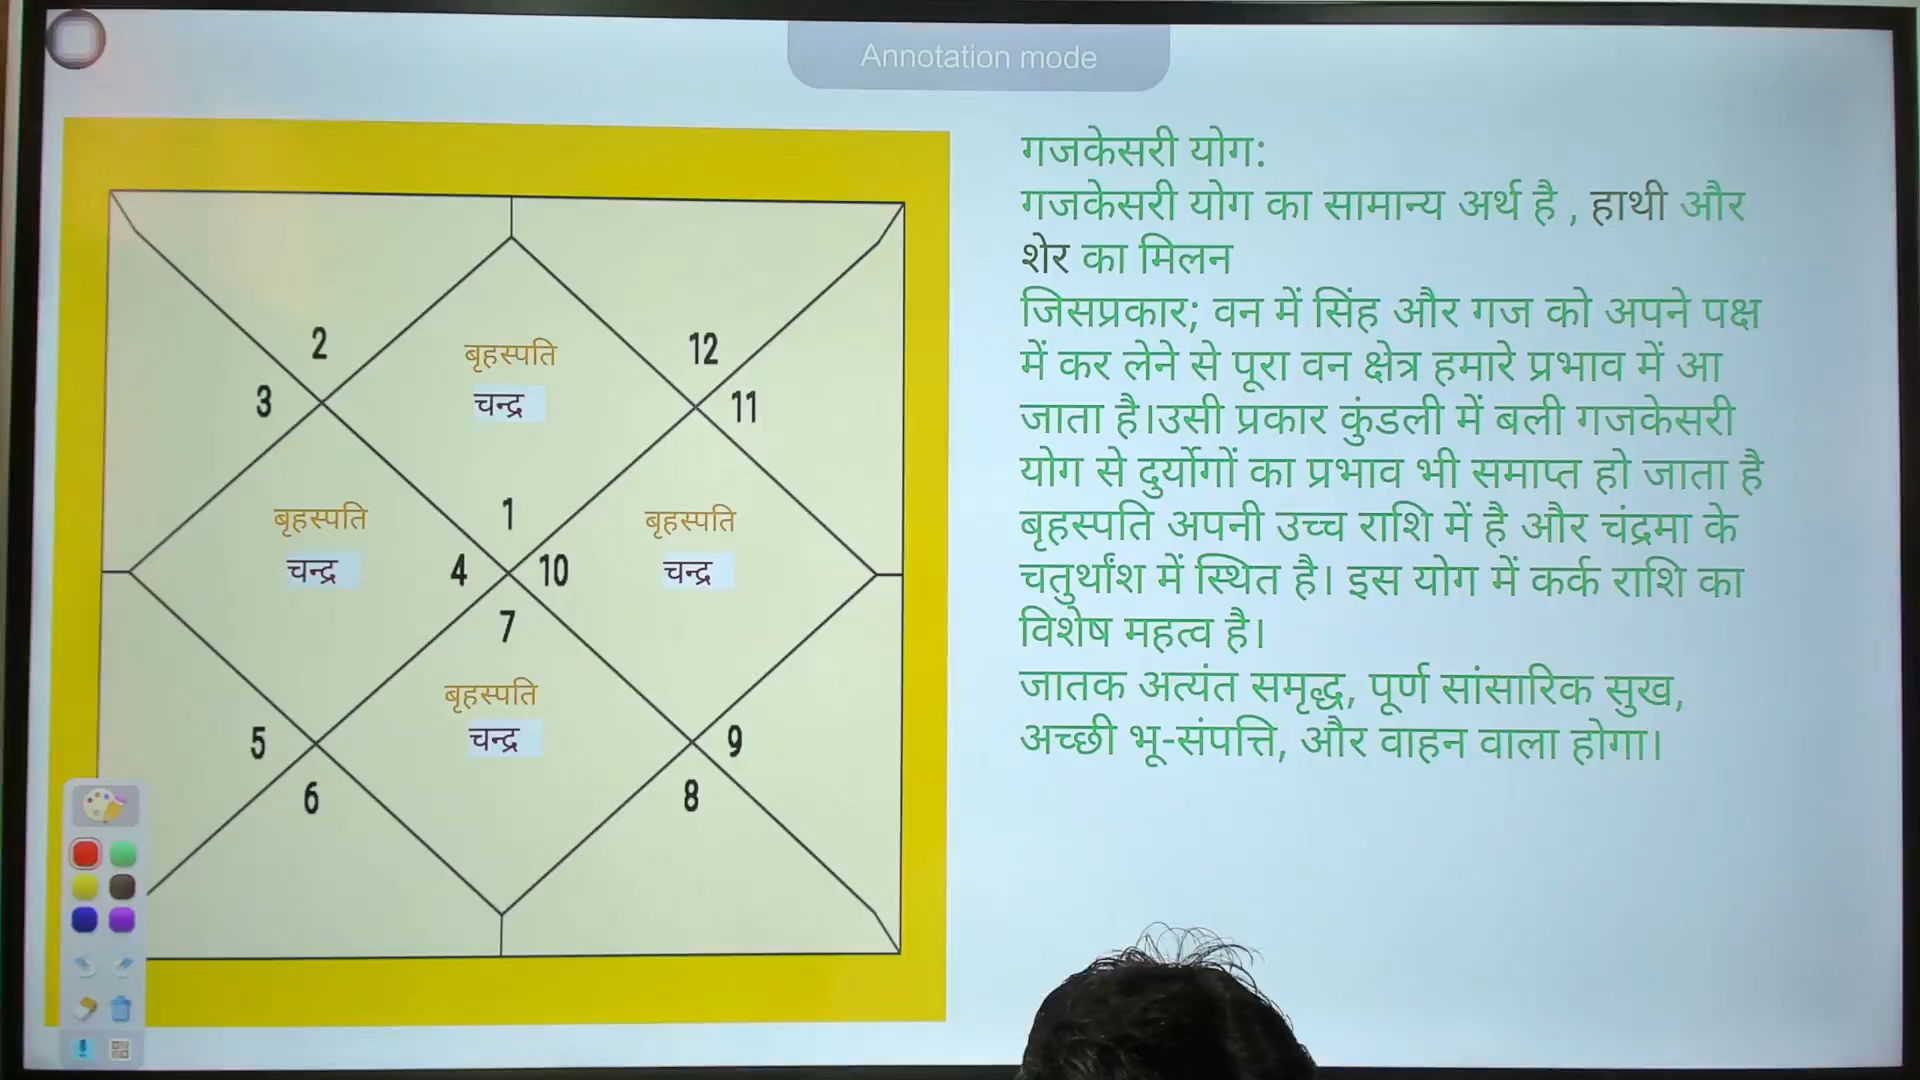 Annotation mode
गजकेसरी योग:
गजकेसरी योग का सामान्य अर्थ है , हाथी और
शेर का मिलन
जिसप्रकार; वन में सिंह और गज को अपने पक्ष
में कर लेने से पूरा वन क्षेत्र हमारे प्रभाव में आ
जाता है।उसी प्रकार कुंडली में बली गजकेसरी
योग से दुर्योगों का प्रभाव भी समाप्त हो जाता है
बृहस्पति अपनी उच्च राशि में है और चंद्रमा के
चतुर्थांश में स्थित है। इस योग में कर्क राशि का
विशेष महत्व है।
जातक अत्यंत समृद्ध, पूर्ण सांसारिक सुख,
अच्छी भू-संपत्ति, और वाहन वाला होगा।
2
12
बृहस्पति
3
चन्द्र
11
1
बृहस्पति
बृहस्पति
चन्द्र
4
10
चन्द्र
7
बृहस्पति
5
चन्द्र
9
6
8